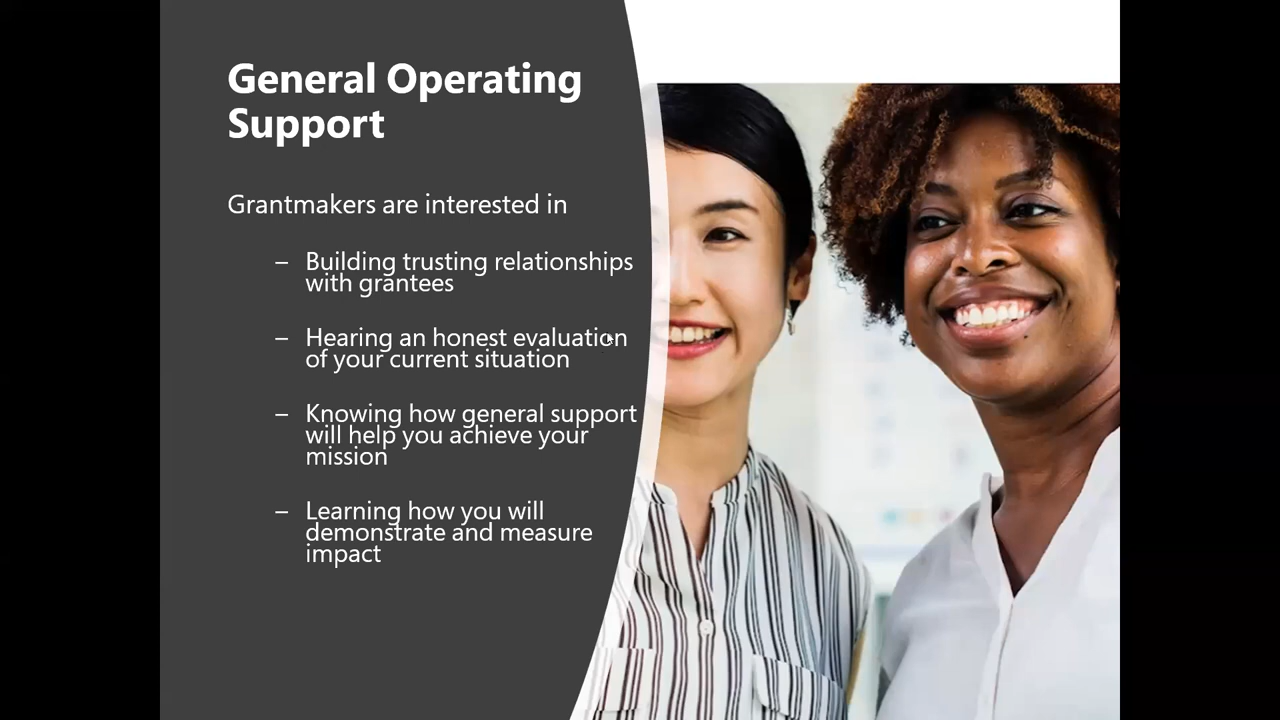 General Operating
Support
Grantmakers are interested in
– Building trusting relationships
with grantees
– Hearing an honest evaluation
of your current situation
– Knowing how general support
will help you achieve your
mission
– Learning how you will
demonstrate and measure
impact